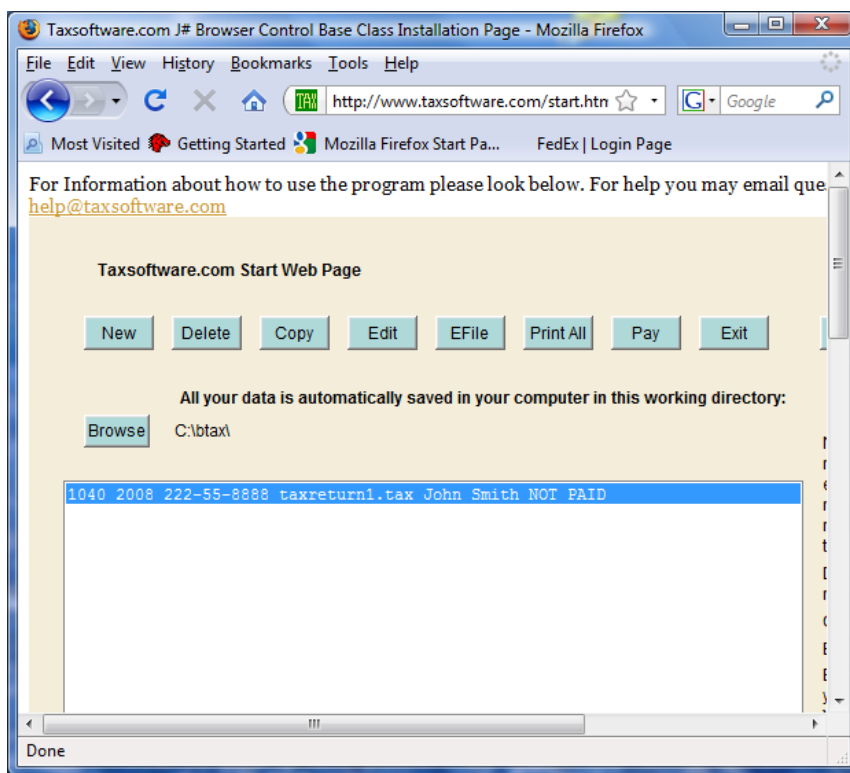 Taxsoftware.com J# Browser Control Base Class Installation Page - Mozilla Firefox
File Edit View History Bookmarks Tools Help
TAX http://www.taxsoftware.com/start.htm G Google
Most Visited Getting Started Mozilla Firefox Start Pa... FedEx | Login Page
For Information about how to use the program please look below. For help you may email que
help@taxsoftware.com
Taxsoftware.com Start Web Page
New Delete Copy Edit EFile Print All Pay Exit
All your data is automatically saved in your computer in this working directory:
Browse C:\btax\
1040 2008 222-55-8888 taxreturn1.tax John Smith NOT PAID
Done